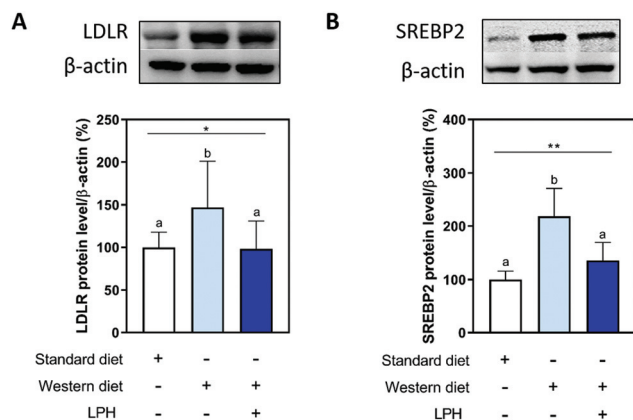 A
LDLR
β-actin
LDLR protein level/β-actin (%)
250
200
150
100
50
0
*
a
b
a
Standard diet + - -
Western diet - + +
LPH - - +
B
SREBP2
β-actin
SREBP2 protein level/β-actin (%)
400
300
200
100
0
**
a
b
a
Standard diet + - -
Western diet - + +
LPH - - +